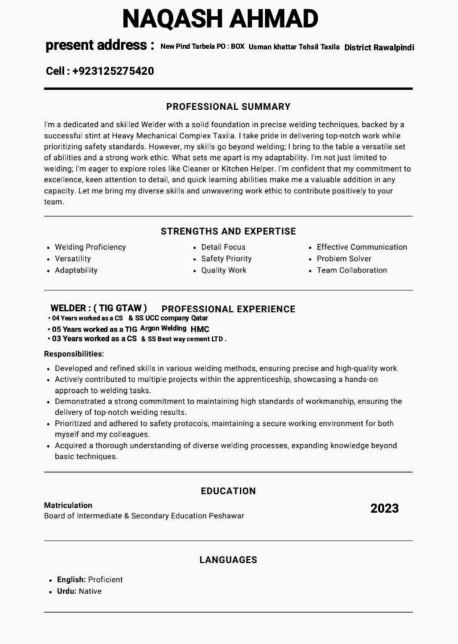 NAQASH AHMAD
present address : New Pind Tarbela PO : BOX Usman khattar Tehsil Taxila District Rawalpindi
Cell : +923125275420
PROFESSIONAL SUMMARY
I'm a dedicated and skilled Welder with a solid foundation in precise welding techniques, backed by a
successful stint at Heavy Mechanical Complex Taxila. I take pride in delivering top-notch work while
prioritizing safety standards. However, my skills go beyond welding; I bring to the table a versatile set
of abilities and a strong work ethic. What sets me apart is my adaptability. I'm not just limited to
welding; I'm eager to explore roles like Cleaner or Kitchen Helper. I'm confident that my commitment to
excellence, keen attention to detail, and quick learning abilities make me a valuable addition in any
capacity. Let me bring my diverse skills and unwavering work ethic to contribute positively to your
team.
STRENGTHS AND EXPERTISE
• Welding Proficiency • Detail Focus • Effective Communication
• Versatility • Safety Priority • Problem Solver
• Adaptability • Quality Work • Team Collaboration
WELDER : ( TIG GTAW ) PROFESSIONAL EXPERIENCE
• 04 Years worked as a CS & SS UCC company Qatar
• 05 Years worked as a TIG Argon Welding HMC
• 03 Years worked as a CS & SS Best way cement LTD .
Responsibilities:
• Developed and refined skills in various welding methods, ensuring precise and high-quality work.
• Actively contributed to multiple projects within the apprenticeship, showcasing a hands-on
approach to welding tasks.
• Demonstrated a strong commitment to maintaining high standards of workmanship, ensuring the
delivery of top-notch welding results.
• Prioritized and adhered to safety protocols, maintaining a secure working environment for both
myself and my colleagues.
• Acquired a thorough understanding of diverse welding processes, expanding knowledge beyond
basic techniques.
EDUCATION
Matriculation 2023
Board of Intermediate & Secondary Education Peshawar
LANGUAGES
• English: Proficient
• Urdu: Native